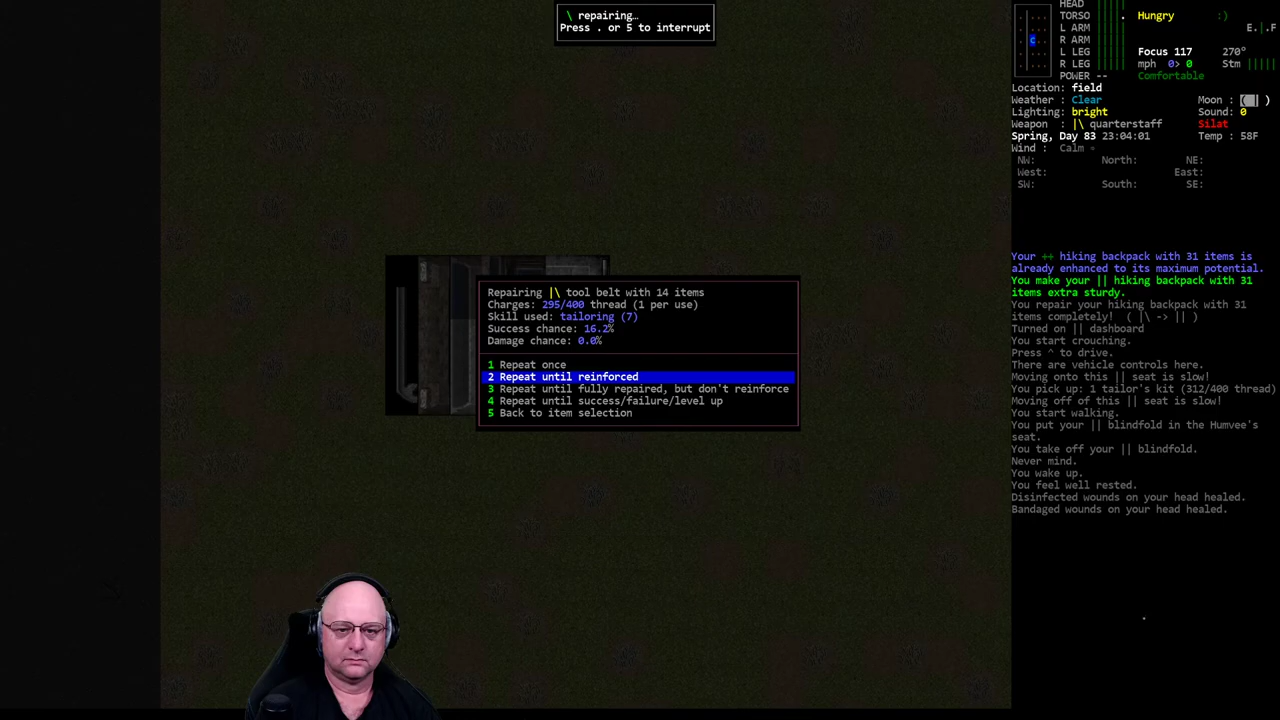 \ repairing…
Press . or 5 to interrupt
HEAD
TORSO ||||. Hungry :)
L ARM ||||| E.|.F
R ARM |||||
L LEG ||||| Focus 117 270°
R LEG ||||| mph 0> 0 Stm |||||
POWER -- Comfortable
Location: field
Weather : Clear Moon : (   )
Lighting: bright Sound: 0
Weapon  : |\ quarterstaff Silat
Spring, Day 83 23:04:01 Temp : 58F
Wind : Calm
NW: North: NE:
West: East:
SW: South: SE:
Your ++ hiking backpack with 31 items is
already enhanced to its maximum potential.
You make your || hiking backpack with 31
items extra sturdy.
You repair your hiking backpack with 31
items completely!  ( |\ -> || )
Turned on || dashboard
You start crouching.
Press ^ to drive.
There are vehicle controls here.
Moving onto this || seat is slow!
You pick up: 1 tailor's kit (312/400 thread)
Moving off of this || seat is slow!
You start walking.
You put your || blindfold in the Humvee's
seat.
You take off your || blindfold.
Never mind.
You wake up.
You feel well rested.
Disinfected wounds on your head healed.
Bandaged wounds on your head healed.
Repairing |\ tool belt with 14 items
Charges: 295/400 thread (1 per use)
Skill used: tailoring (7)
Success chance: 16.2%
Damage chance: 0.0%
1 Repeat once
2 Repeat until reinforced
3 Repeat until fully repaired, but don't reinforce
4 Repeat until success/failure/level up
5 Back to item selection